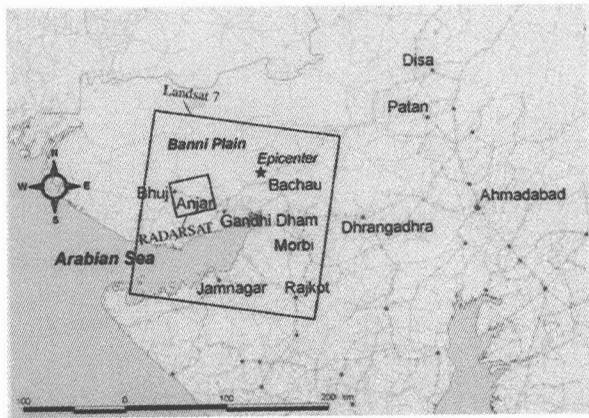 Disa
Landsat 7
Patan
Banni Plain
Epicenter
N
W E
S
Bhuj
Bachau
Anjar
Ahmadabad
Gandhi Dham
Dhrangadhra
RADARSAT
Morbi
Arabian Sea
Jamnagar
Rajkot
100 0 100 200 km